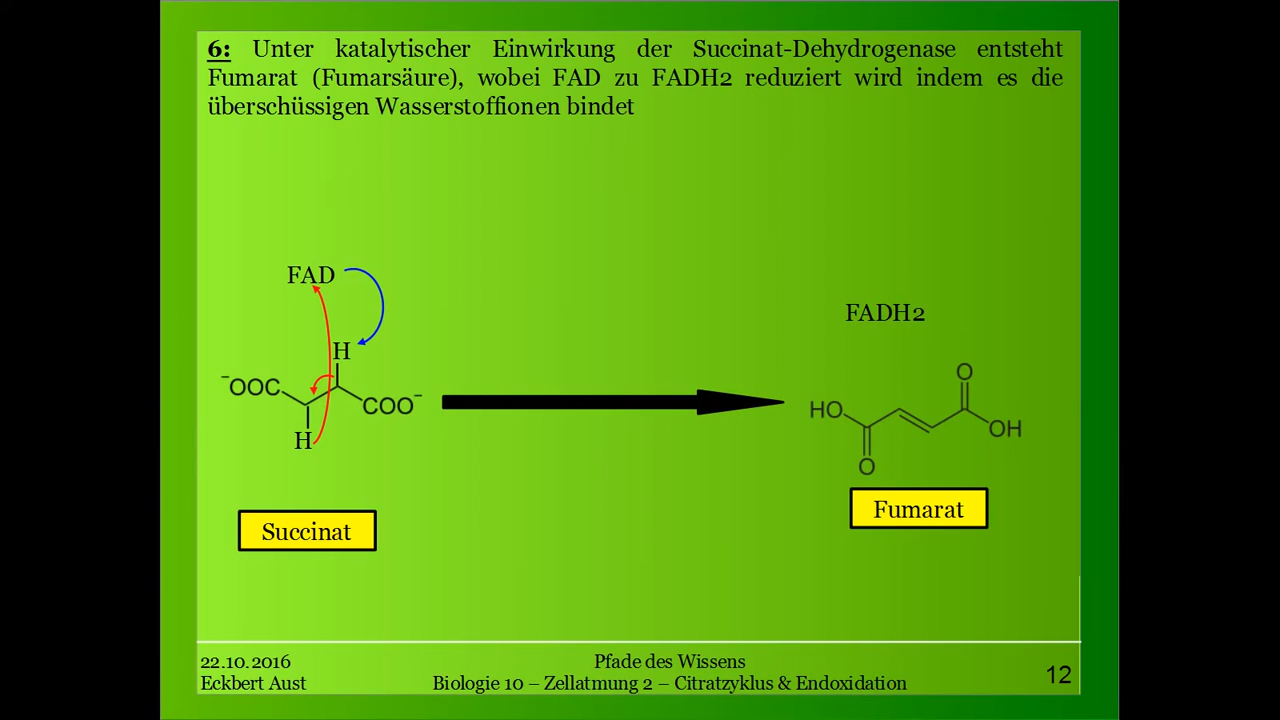 6: Unter katalytischer Einwirkung der Succinat-Dehydrogenase entsteht
Fumarat (Fumarsäure), wobei FAD zu FADH2 reduziert wird indem es die
überschüssigen Wasserstoffionen bindet
FAD
FADH2
H
⁻OOC
COO⁻
H
O
HO
OH
O
Succinat
Fumarat
22.10.2016
Eckbert Aust
Pfade des Wissens
Biologie 10 – Zellatmung 2 – Citratzyklus & Endoxidation
12